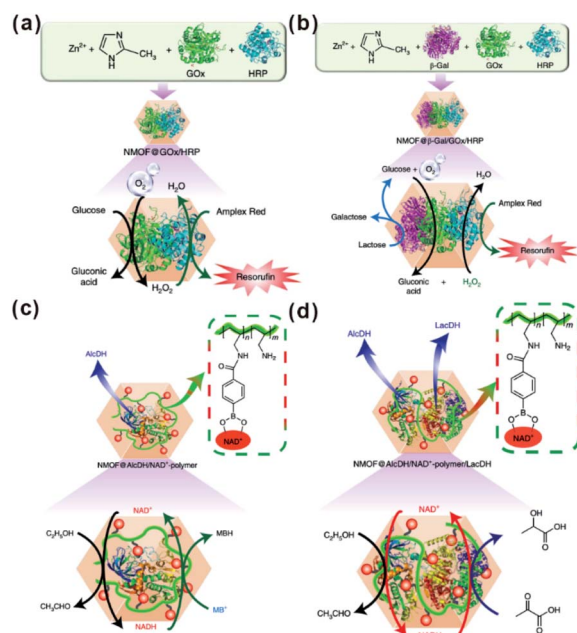 (a)
Zn²⁺ +
N
N
H
CH₃
+
+
GOx
HRP
NMOF@GOx/HRP
O₂
H₂O
Glucose
Amplex Red
Gluconic
acid
H₂O₂
Resorufin
(b)
Zn²⁺ +
N
N
H
CH₃
+
+
+
β-Gal
GOx
HRP
NMOF@β-Gal/GOx/HRP
Glucose +
O₂
H₂O
Galactose
Amplex Red
Lactose
Resorufin
Gluconic
acid
+
H₂O₂
(c)
AlcDH
n
m
NH
NH₂
O
B
O
O
NAD⁺
NMOF@AlcDH/NAD⁺-polymer
NAD⁺
C₂H₅OH
MBH
CH₃CHO
MB⁺
NADH
(d)
AlcDH
LacDH
n
m
NH
NH₂
O
B
O
O
NAD⁺
NMOF@AlcDH/NAD⁺-polymer/LacDH
NAD⁺
C₂H₅OH
OH
OH
O
CH₃CHO
O
OH
O
NADH